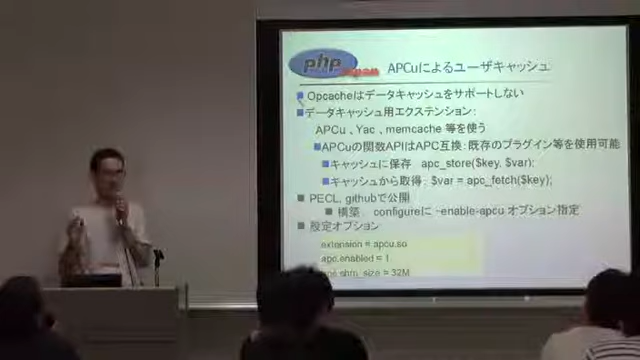 php
APCuによるユーザキャッシュ
Opcacheはデータキャッシュをサポートしない
データキャッシュ用エクステンション:
APCu 、Yac 、memcache 等を使う
APCuの関数APIはAPC互換:既存のプラグイン等を使用可能
キャッシュに保存 apc_store($key, $var);
キャッシュから取得: $var = apc_fetch($key);
PECL, githubで公開
構築 configureに –enable-apcu オプション指定
設定オプション
extension = apcu.so
apc.enabled = 1
apc.shm_size = 32M